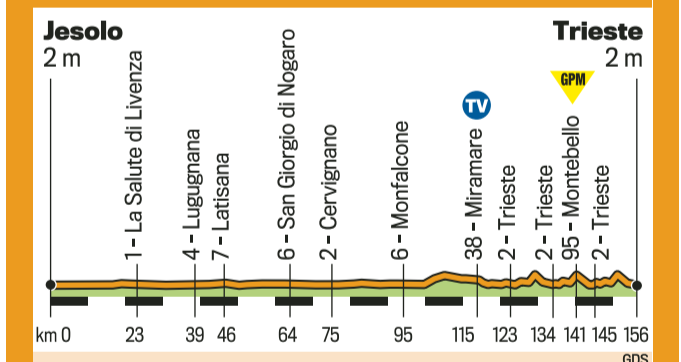 Jesolo
2 m
Trieste
2 m
1 - La Salute di Livenza
4 - Lugugnana
7 - Latisana
6 - San Giorgio di Nogaro
2 - Cervignano
6 - Monfalcone
TV
38 - Miramare
2 - Trieste
2 - Trieste
GPM
95 - Montebello
2 - Trieste
km 0 23 39 46 64 75 95 115 123 134 141 145 156
GDS